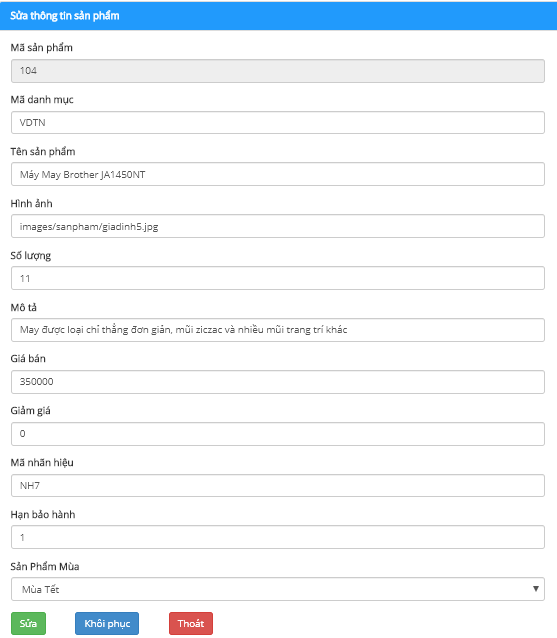 Sửa thông tin sản phẩm
Mã sản phẩm
104
Mã danh mục
VDTN
Tên sản phẩm
Máy May Brother JA1450NT
Hình ảnh
images/sanpham/giadinh5.jpg
Số lượng
11
Mô tả
May được loại chỉ thẳng đơn giản, mũi ziczac và nhiều mũi trang trí khác
Giá bán
350000
Giảm giá
0
Mã nhãn hiệu
NH7
Hạn bảo hành
1
Sản Phẩm Mùa
Mùa Tết
Sửa Khôi phục Thoát